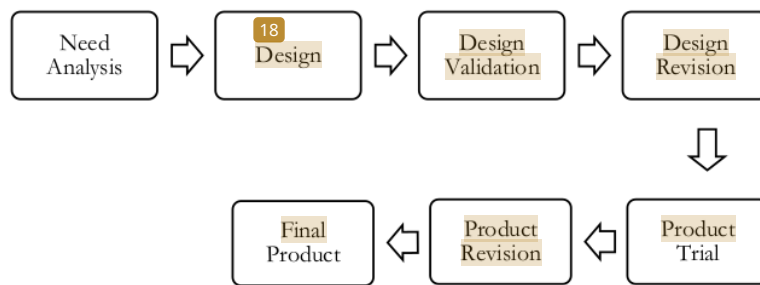 Need
Analysis
18
Design
Design
Validation
Design
Revision
Product
Trial
Product
Revision
Final
Product